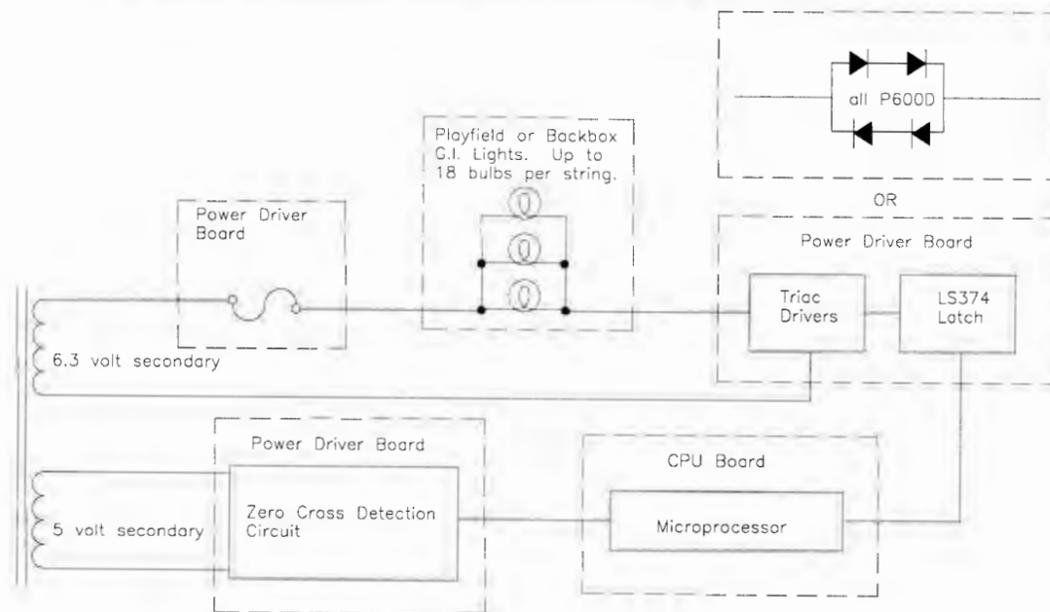 all P600D
OR
Playfield or Backbox
G.I. Lights. Up to
18 bulbs per string.
Power Driver
Board
Power Driver Board
Triac
Drivers
LS374
Latch
6.3 volt secondary
Power Driver Board
CPU Board
Zero Cross Detection
Circuit
Microprocessor
5 volt secondary